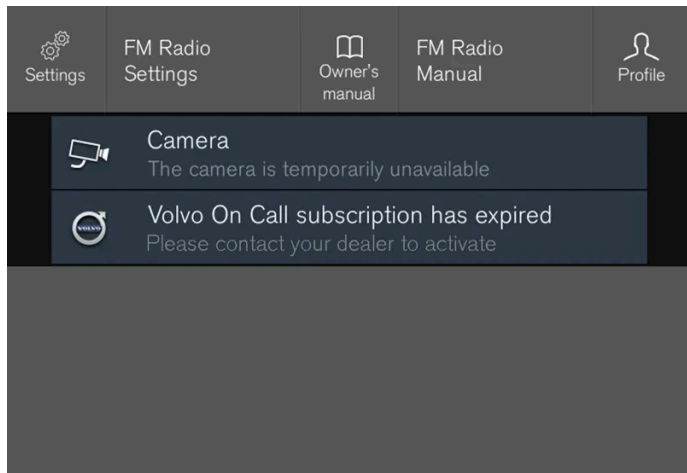 Settings
FM Radio
Settings
Owner's
manual
FM Radio
Manual
Profile
Camera
The camera is temporarily unavailable
VOLVO
Volvo On Call subscription has expired
Please contact your dealer to activate